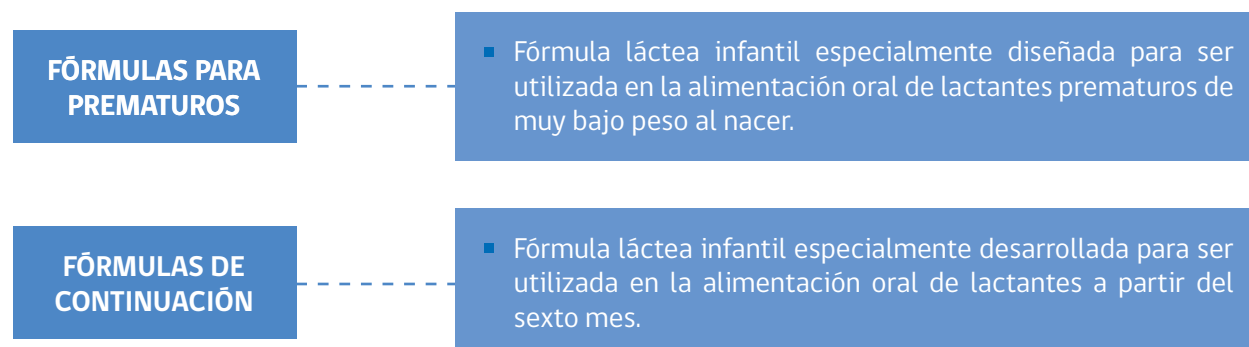 FÓRMULAS PARA
PREMATUROS
▪ Fórmula láctea infantil especialmente diseñada para ser
utilizada en la alimentación oral de lactantes prematuros de
muy bajo peso al nacer.
FÓRMULAS DE
CONTINUACIÓN
▪ Fórmula láctea infantil especialmente desarrollada para ser
utilizada en la alimentación oral de lactantes a partir del
sexto mes.